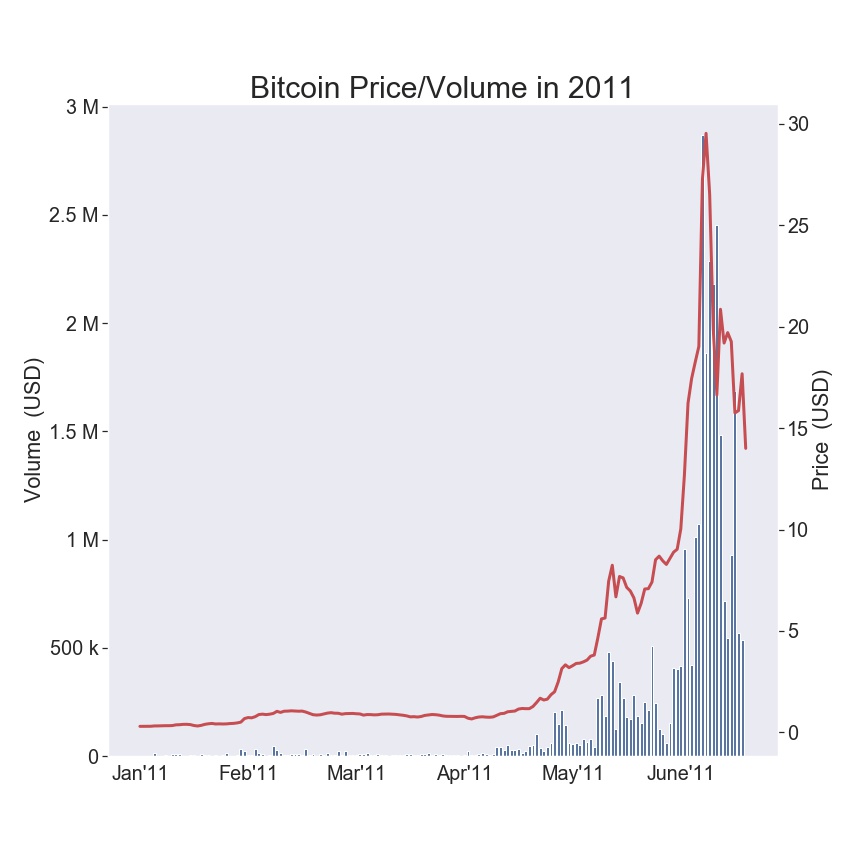 Bitcoin Price/Volume in 2011
3 M
2.5 M
2 M
1.5 M
1 M
500 k
0
Volume (USD)
30
25
20
15
10
5
0
Price (USD)
Jan'11
Feb'11
Mar'11
Apr'11
May'11
June'11